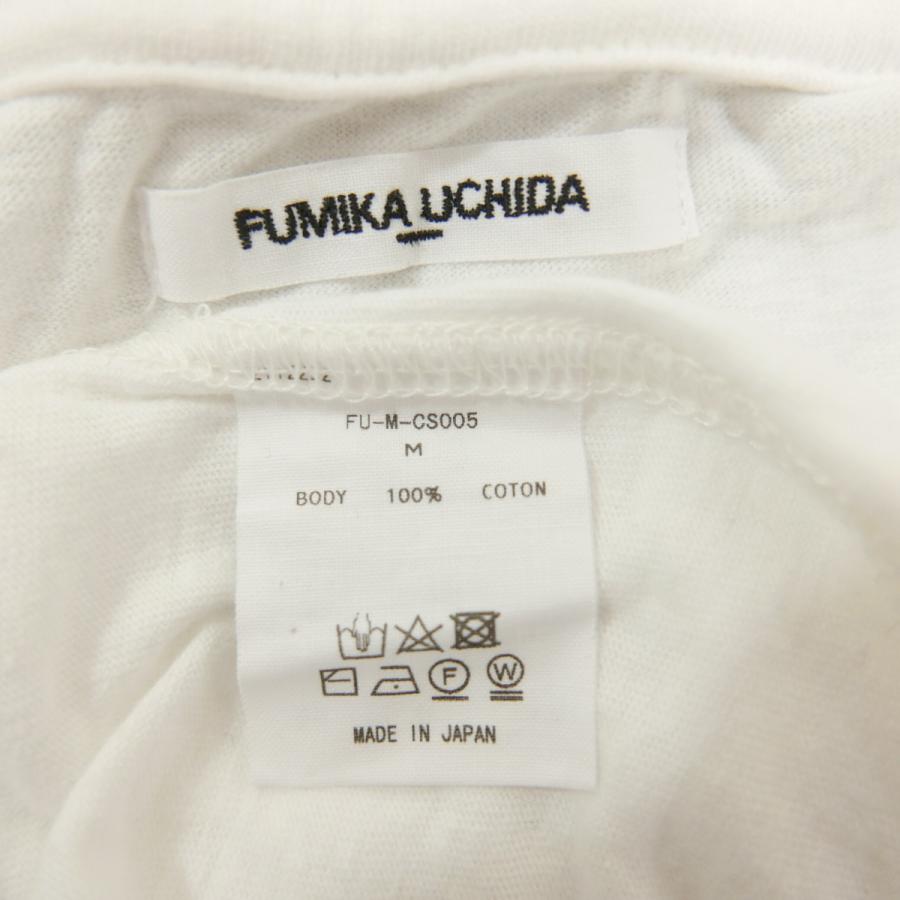 FUMIKA UCHIDA
FU-M-CS005
M
BODY 100% COTON
F W
MADE IN JAPAN